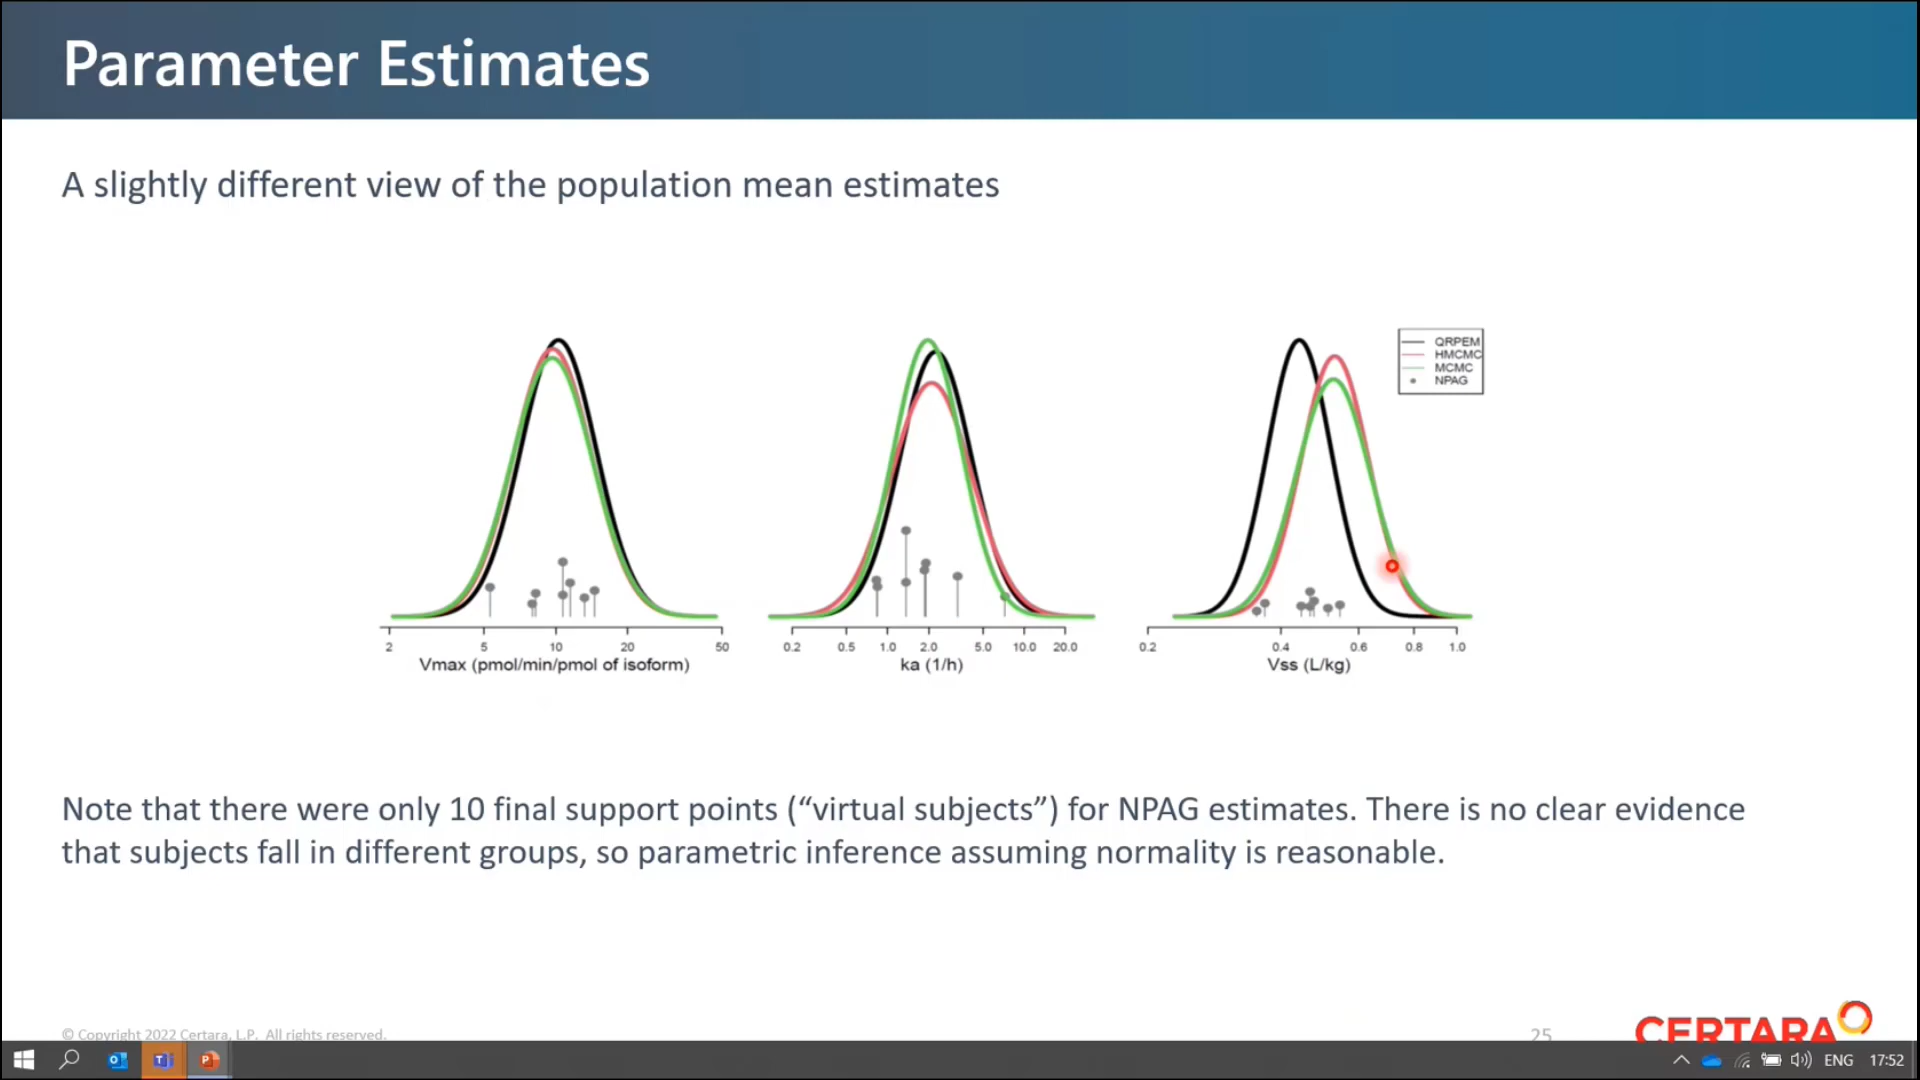 Parameter Estimates
A slightly different view of the population mean estimates
QRPEM
HMCMC
MCMC
NPAG
2 5 10 20 50
Vmax (pmol/min/pmol of isoform)
0.2 0.5 1.0 2.0 5.0 10.0 20.0
ka (1/h)
0.2 0.4 0.6 0.8 1.0
Vss (L/kg)
Note that there were only 10 final support points (“virtual subjects”) for NPAG estimates. There is no clear evidence
that subjects fall in different groups, so parametric inference assuming normality is reasonable.
© Copyright 2022 Certara, L.P. All rights reserved.
25
CERTARA
ENG 17:52